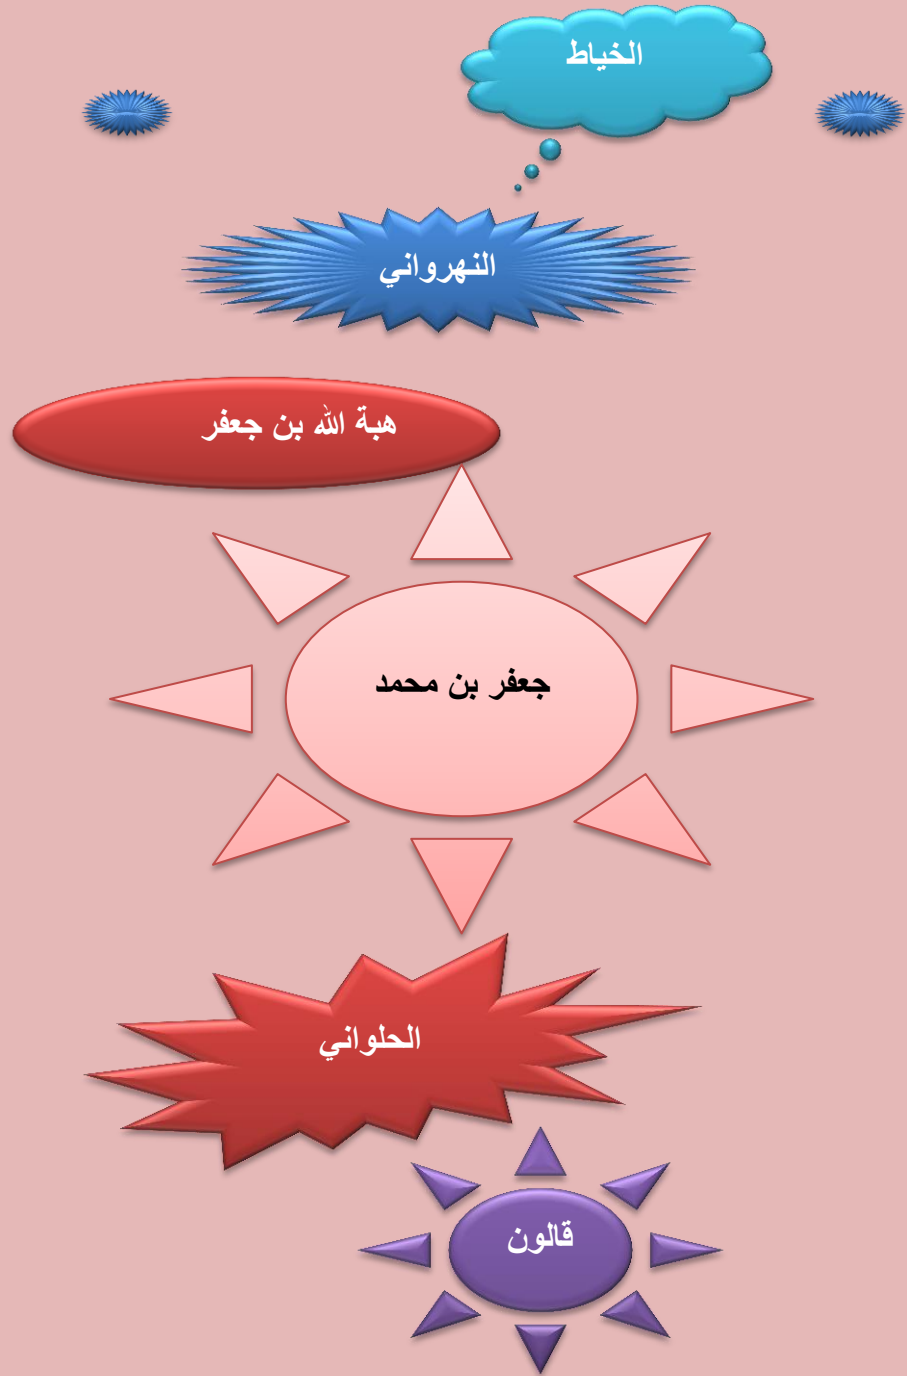 الخياط
النهرواني
هبة الله بن جعفر
جعفر بن محمد
الحلواني
قالون